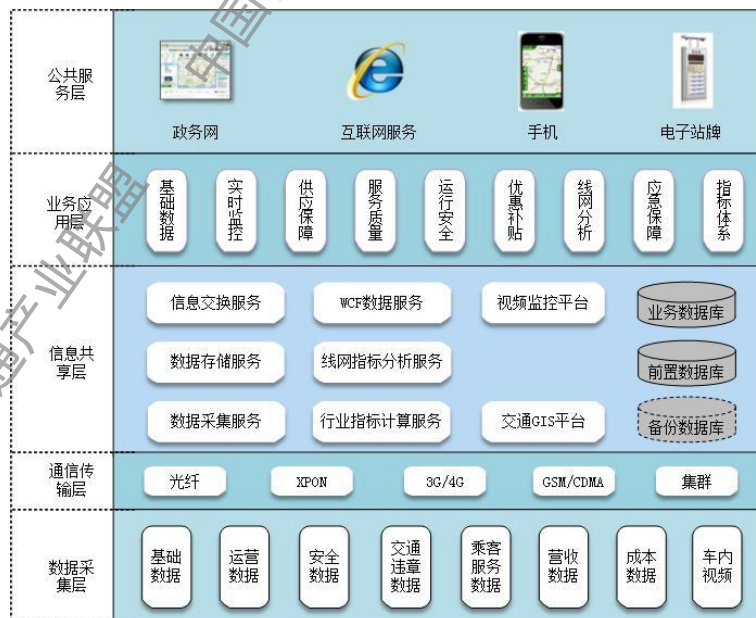 公共服
务层
政务网
互联网服务
手机
电子站牌
业务应
用层
基础数据
实时监控
供应保障
服务质量
运行安全
优惠补贴
线网分析
应急保障
指标体系
信息共
享层
信息交换服务
WCF数据服务
视频监控平台
业务数据库
数据存储服务
线网指标分析服务
前置数据库
数据采集服务
行业指标计算服务
交通GIS平台
备份数据库
通信传
输层
光纤
XPON
3G/4G
GSM/CDMA
集群
数据采
集层
基础
数据
运营
数据
安全
数据
交通
违章
数据
乘客
服务
数据
营收
数据
成本
数据
车内
视频
中国
通产业联盟